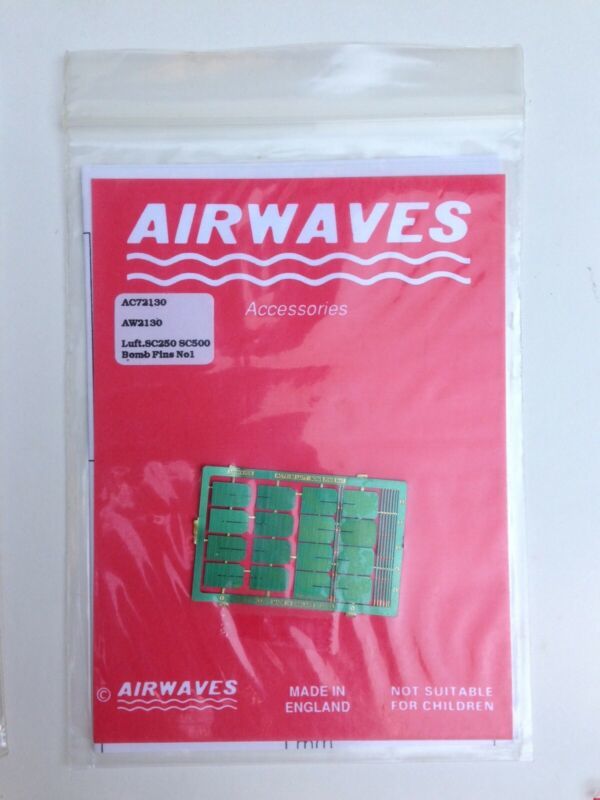 AIRWAVES
Accessories
AC72130
AW2130
Luft.SC250 SC500
Bomb Fins No1
© AIRWAVES
MADE IN
ENGLAND
NOT SUITABLE
FOR CHILDREN